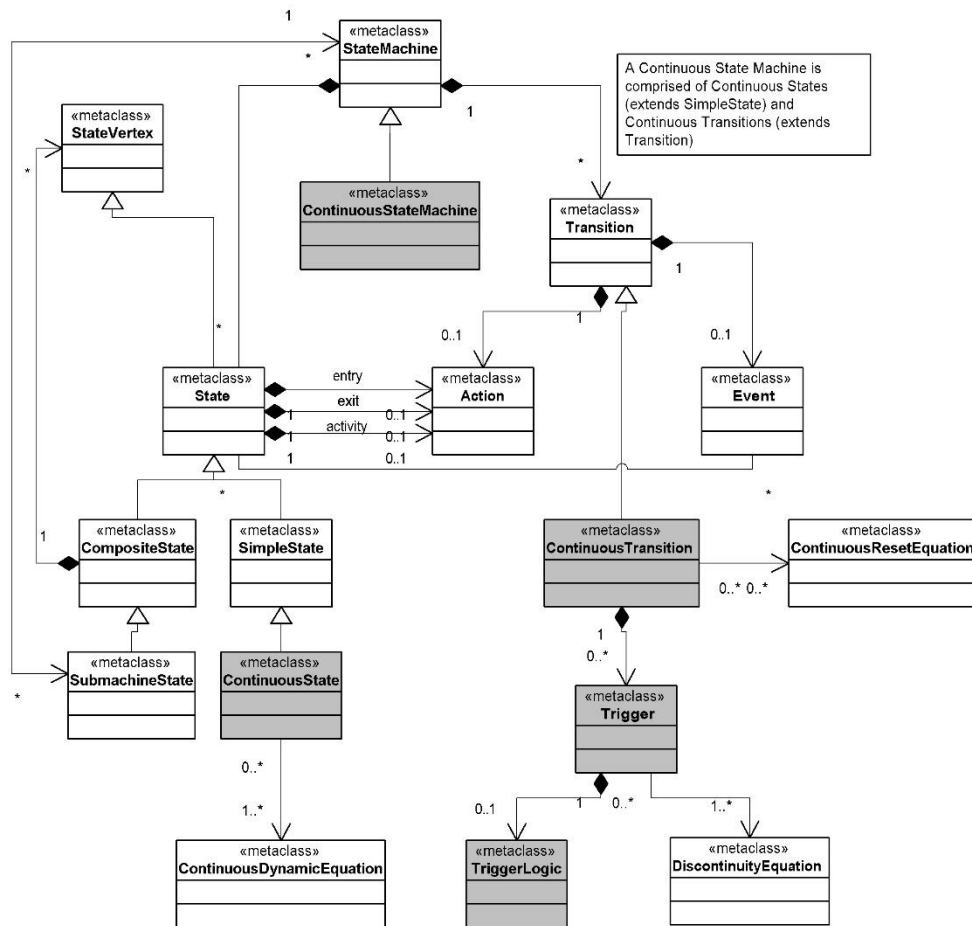 1
«metaclass»
StateMachine
*
A Continuous State Machine is
comprised of Continuous States
(extends SimpleState) and
Continuous Transitions (extends
Transition)
«metaclass»
StateVertex
1
*
*
*
«metaclass»
ContinuousStateMachine
«metaclass»
Transition
1
*
1
0..1
0..1
«metaclass»
State
entry
«metaclass»
Action
«metaclass»
Event
exit
1
0..1
activity
1
0..1
1
0..1
*
*
1
«metaclass»
CompositeState
«metaclass»
SimpleState
«metaclass»
ContinuousTransition
«metaclass»
ContinuousResetEquation
0..* 0..*
1
0..*
«metaclass»
SubmachineState
«metaclass»
ContinuousState
*
«metaclass»
Trigger
0..*
1..*
0..1
1
0..*
1..*
«metaclass»
ContinuousDynamicEquation
«metaclass»
TriggerLogic
«metaclass»
DiscontinuityEquation